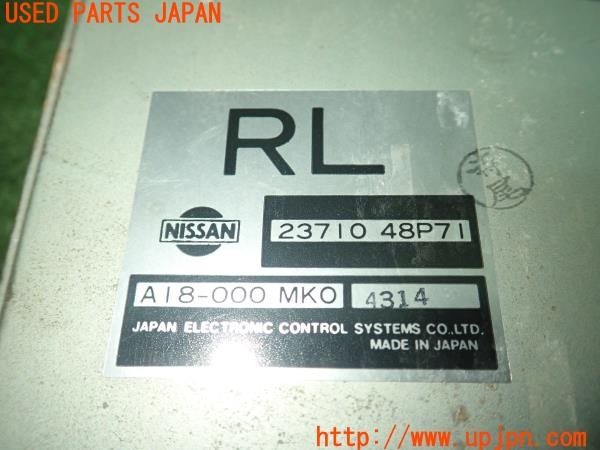 USED PARTS JAPAN
RL
NISSAN
23710 48P71
A18-000 MK0
4314
JAPAN ELECTRONIC CONTROL SYSTEMS CO.,LTD.
MADE IN JAPAN
http://www.upjpn.com